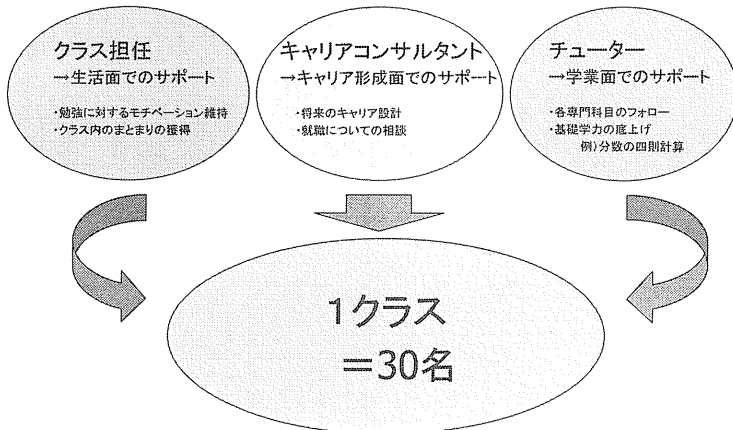 クラス担任
→生活面でのサポート
・勉強に対するモチベーション維持
・クラス内のまとまりの獲得
キャリアコンサルタント
→キャリア形成面でのサポート
・将来のキャリア設計
・就職についての相談
チューター
→学業面でのサポート
・各専門科目のフォロー
・基礎学力の底上げ
例)分数の四則計算
1クラス
＝30名